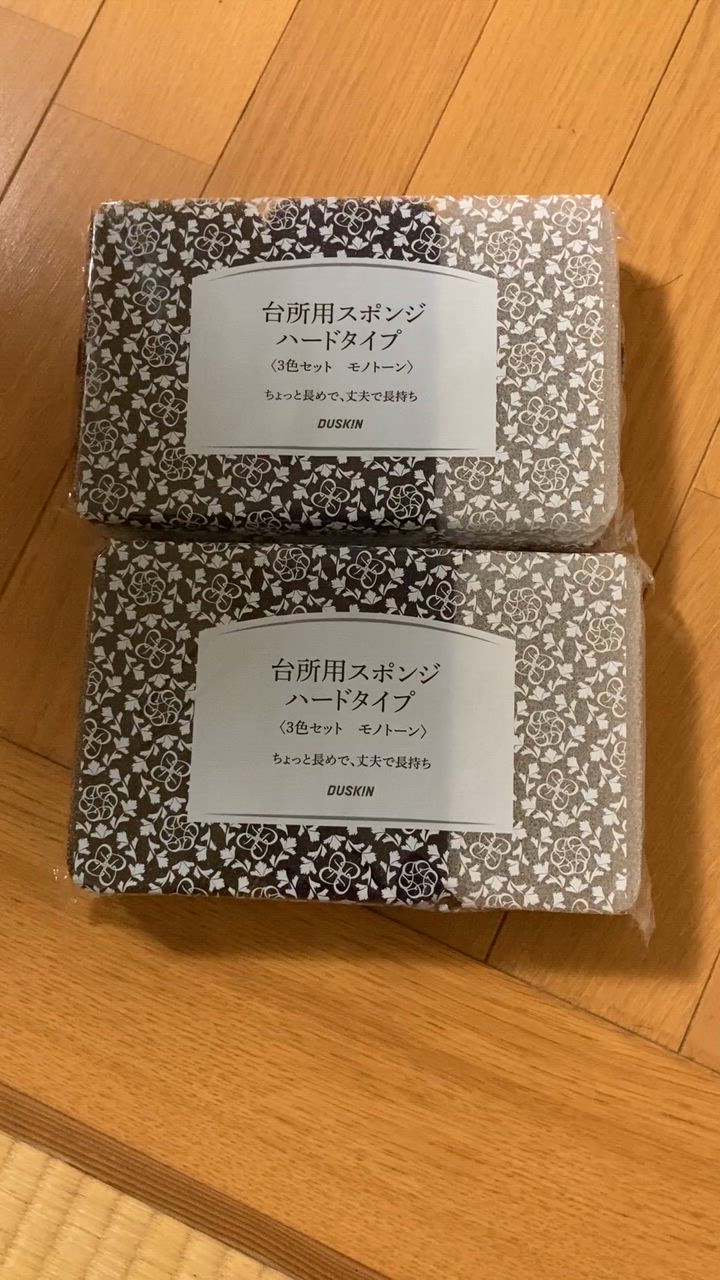 台所用スポンジ
ハードタイプ
〈3色セット　モノトーン〉
ちょっと長めで、丈夫で長持ち
DUSKIN
台所用スポンジ
ハードタイプ
〈3色セット　モノトーン〉
ちょっと長めで、丈夫で長持ち
DUSKIN